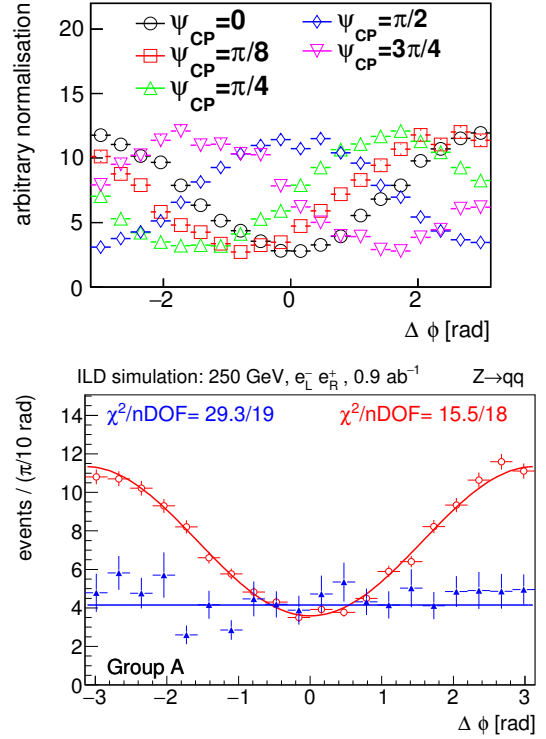 ψCP=0
ψCP=π/2
ψCP=π/8
ψCP=3π/4
ψCP=π/4
arbitrary normalisation
20
15
10
5
0
−2 0 2
Δ ϕ [rad]
ILD simulation: 250 GeV, e⁻L e⁺R , 0.9 ab⁻¹ Z→qq
χ²/nDOF= 29.3/19 χ²/nDOF= 15.5/18
events / (π/10 rad)
14
12
10
8
6
4
2
0
Group A
−3 −2 −1 0 1 2 3
Δ ϕ [rad]